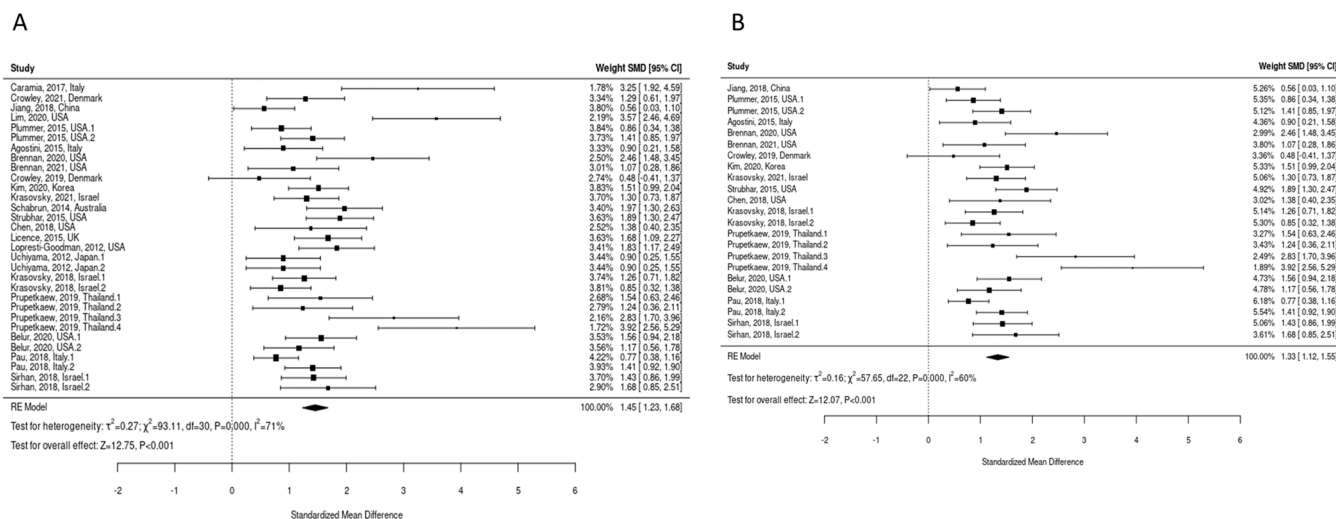 A
Study Weight SMD [95% CI]
Caramia, 2017, Italy 1.78% 3.25 [ 1.92, 4.59]
Crowley, 2021, Denmark 3.34% 1.29 [ 0.61, 1.97]
Jiang, 2018, China 3.80% 0.56 [ 0.03, 1.10]
Lim, 2020, USA 2.19% 3.57 [ 2.46, 4.69]
Plummer, 2015, USA.1 3.84% 0.86 [ 0.34, 1.38]
Plummer, 2015, USA.2 3.73% 1.41 [ 0.85, 1.97]
Agostini, 2015, Italy 3.33% 0.90 [ 0.21, 1.58]
Brennan, 2020, USA 2.50% 2.46 [ 1.48, 3.45]
Brennan, 2021, USA 3.01% 1.07 [ 0.28, 1.86]
Crowley, 2019, Denmark 2.74% 0.48 [-0.41, 1.37]
Kim, 2020, Korea 3.83% 1.51 [ 0.99, 2.04]
Krasovsky, 2021, Israel 3.70% 1.30 [ 0.73, 1.87]
Schabrun, 2014, Australia 3.40% 1.97 [ 1.30, 2.63]
Strubhar, 2015, USA 3.63% 1.89 [ 1.30, 2.47]
Chen, 2018, USA 2.52% 1.38 [ 0.40, 2.35]
Licence, 2015, UK 3.63% 1.68 [ 1.09, 2.27]
Lopresti-Goodman, 2012, USA 3.41% 1.83 [ 1.17, 2.49]
Uchiyama, 2012, Japan.1 3.44% 0.90 [ 0.25, 1.55]
Uchiyama, 2012, Japan.2 3.44% 0.90 [ 0.25, 1.55]
Krasovsky, 2018, Israel.1 3.74% 1.26 [ 0.71, 1.82]
Krasovsky, 2018, Israel.2 3.81% 0.85 [ 0.32, 1.38]
Prupetkaew, 2019, Thailand.1 2.68% 1.54 [ 0.63, 2.46]
Prupetkaew, 2019, Thailand.2 2.79% 1.24 [ 0.36, 2.11]
Prupetkaew, 2019, Thailand.3 2.16% 2.83 [ 1.70, 3.96]
Prupetkaew, 2019, Thailand.4 1.72% 3.92 [ 2.56, 5.29]
Belur, 2020, USA.1 3.53% 1.56 [ 0.94, 2.18]
Belur, 2020, USA.2 3.56% 1.17 [ 0.56, 1.78]
Pau, 2018, Italy.1 4.22% 0.77 [ 0.38, 1.16]
Pau, 2018, Italy.2 3.93% 1.41 [ 0.92, 1.90]
Sirhan, 2018, Israel.1 3.70% 1.43 [ 0.86, 1.99]
Sirhan, 2018, Israel.2 2.90% 1.68 [ 0.85, 2.51]
RE Model 100.00% 1.45 [ 1.23, 1.68]
Test for heterogeneity: τ²=0.27; χ²=93.11, df=30, P=0.000, I²=71%
Test for overall effect: Z=12.75, P<0.001
-2 -1 0 1 2 3 4 5 6
Standardized Mean Difference
B
Study Weight SMD [95% CI]
Jiang, 2018, China 5.26% 0.56 [ 0.03, 1.10]
Plummer, 2015, USA.1 5.35% 0.86 [ 0.34, 1.38]
Plummer, 2015, USA.2 5.12% 1.41 [ 0.85, 1.97]
Agostini, 2015, Italy 4.36% 0.90 [ 0.21, 1.58]
Brennan, 2020, USA 2.99% 2.46 [ 1.48, 3.45]
Brennan, 2021, USA 3.80% 1.07 [ 0.28, 1.86]
Crowley, 2019, Denmark 3.36% 0.48 [-0.41, 1.37]
Kim, 2020, Korea 5.33% 1.51 [ 0.99, 2.04]
Krasovsky, 2021, Israel 5.06% 1.30 [ 0.73, 1.87]
Strubhar, 2015, USA 4.92% 1.89 [ 1.30, 2.47]
Chen, 2018, USA 3.02% 1.38 [ 0.40, 2.35]
Krasovsky, 2018, Israel.1 5.14% 1.26 [ 0.71, 1.82]
Krasovsky, 2018, Israel.2 5.30% 0.85 [ 0.32, 1.38]
Prupetkaew, 2019, Thailand.1 3.27% 1.54 [ 0.63, 2.46]
Prupetkaew, 2019, Thailand.2 3.43% 1.24 [ 0.36, 2.11]
Prupetkaew, 2019, Thailand.3 2.49% 2.83 [ 1.70, 3.96]
Prupetkaew, 2019, Thailand.4 1.89% 3.92 [ 2.56, 5.29]
Belur, 2020, USA.1 4.73% 1.56 [ 0.94, 2.18]
Belur, 2020, USA.2 4.78% 1.17 [ 0.56, 1.78]
Pau, 2018, Italy.1 6.18% 0.77 [ 0.38, 1.16]
Pau, 2018, Italy.2 5.54% 1.41 [ 0.92, 1.90]
Sirhan, 2018, Israel.1 5.06% 1.43 [ 0.86, 1.99]
Sirhan, 2018, Israel.2 3.61% 1.68 [ 0.85, 2.51]
RE Model 100.00% 1.33 [ 1.12, 1.55]
Test for heterogeneity: τ²=0.16; χ²=57.65, df=22, P=0.000, I²=60%
Test for overall effect: Z=12.07, P<0.001
-2 -1 0 1 2 3 4 5 6
Standardized Mean Difference